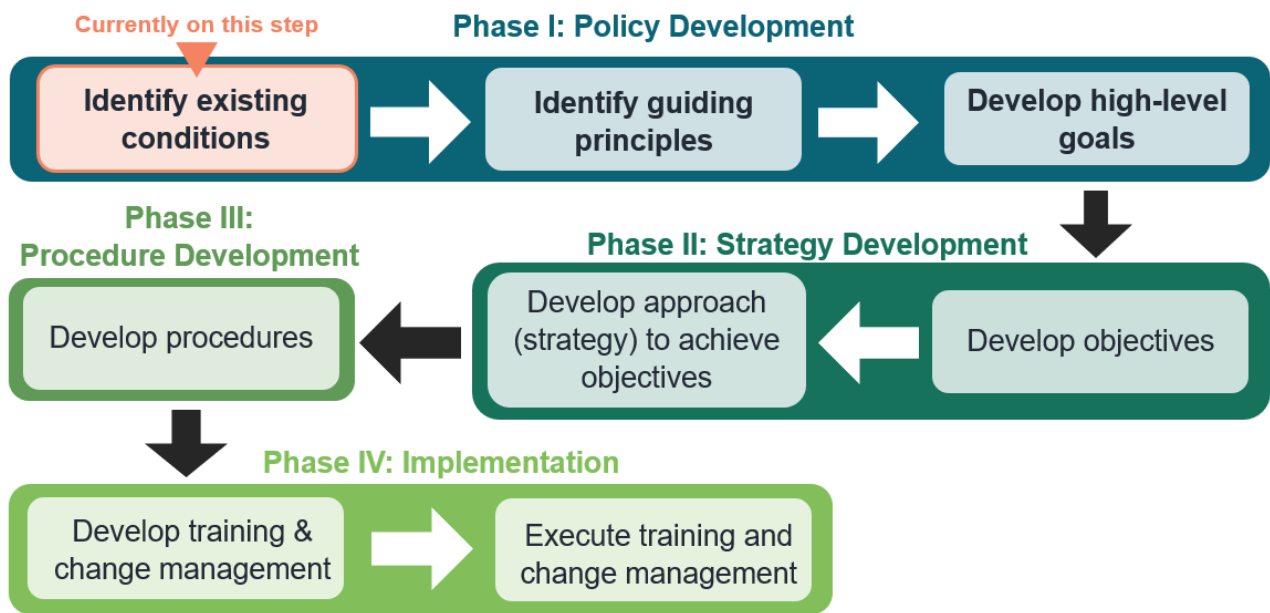 Currently on this step
Phase I: Policy Development
Identify existing
conditions
Identify guiding
principles
Develop high-level
goals
Phase III:
Procedure Development
Phase II: Strategy Development
Develop procedures
Develop approach
(strategy) to achieve
objectives
Develop objectives
Phase IV: Implementation
Develop training &
change management
Execute training and
change management